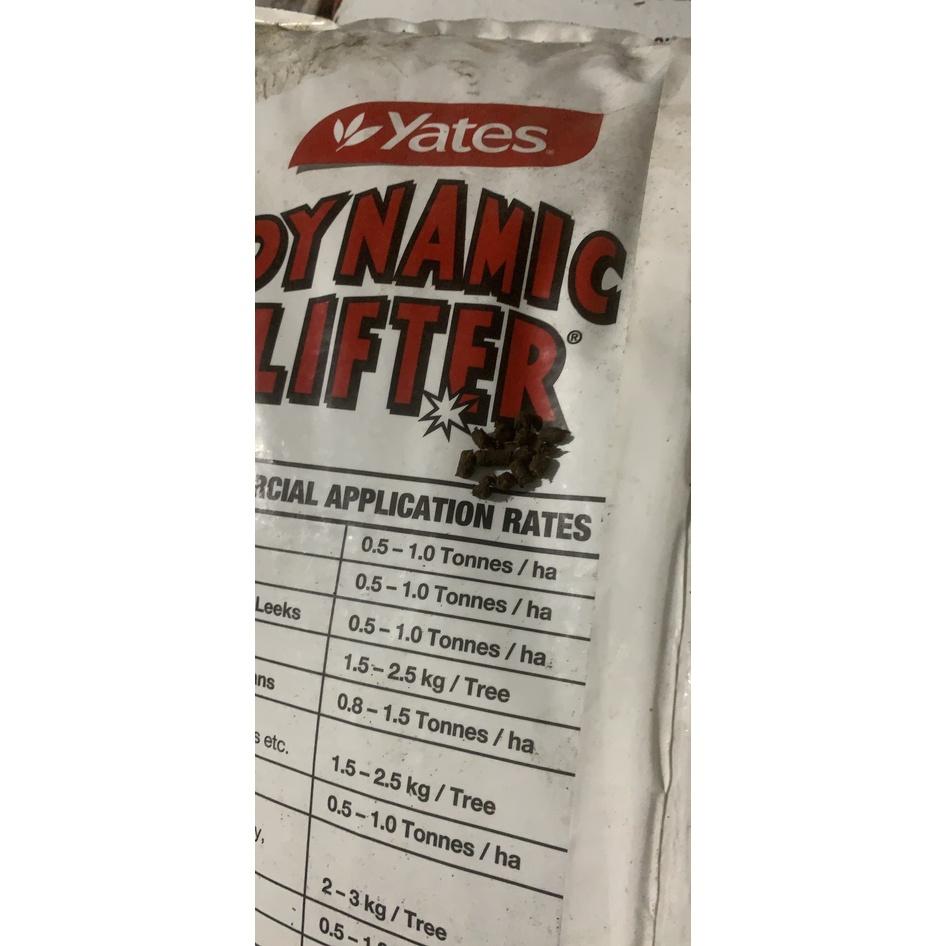 Yates
DYNAMIC
LIFTER®
APPLICATION RATES
0.5 – 1.0 Tonnes / ha
0.5 – 1.0 Tonnes / ha
Leeks 0.5 – 1.0 Tonnes / ha
1.5 – 2.5 kg / Tree
0.8 – 1.5 Tonnes / ha
etc. 1.5 – 2.5 kg / Tree
0.5 – 1.0 Tonnes / ha
2 – 3 kg / Tree